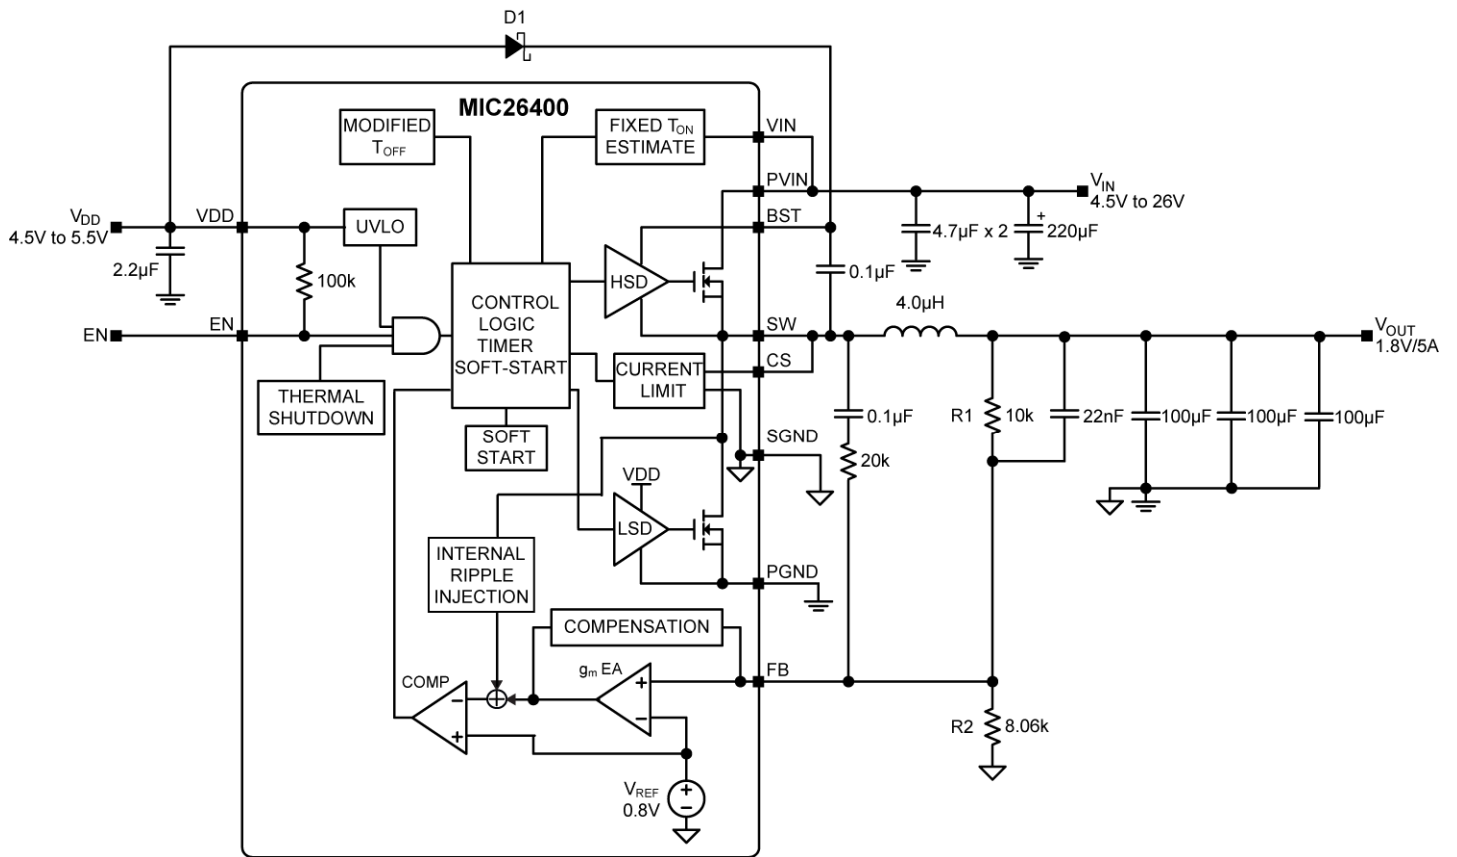 D1
MIC26400
MODIFIED
TOFF
FIXED TON
ESTIMATE
VIN
PVIN
VIN
4.5V to 26V
VDD
4.5V to 5.5V
VDD
UVLO
BST
4.7µF x 2
+
220µF
2.2µF
100k
HSD
0.1µF
CONTROL
LOGIC
TIMER
SOFT-START
4.0µH
EN
EN
SW
VOUT
1.8V/5A
CS
CURRENT
LIMIT
THERMAL
SHUTDOWN
0.1µF
R1
10k
22nF
100µF
100µF
100µF
SOFT
START
SGND
20k
VDD
LSD
INTERNAL
RIPPLE
INJECTION
PGND
COMPENSATION
gm EA
COMP
FB
+
−
−
+
R2
8.06k
VREF
0.8V
+
−